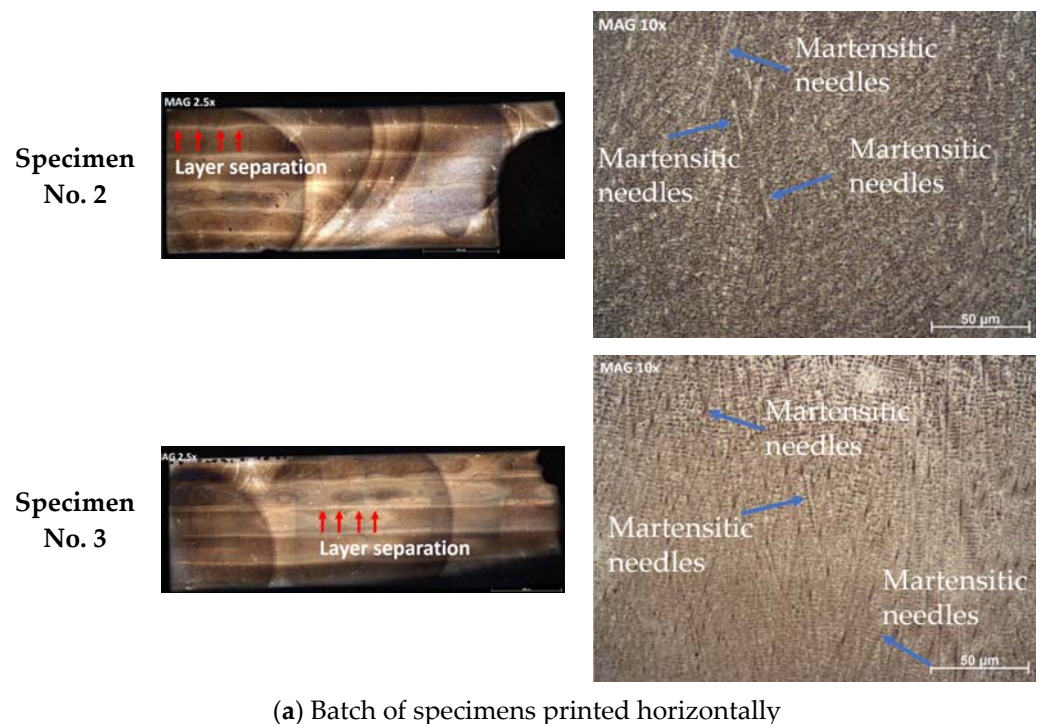 MAG 10x
Martensitic
needles
MAG 2.5x
Specimen
No. 2
Layer separation
Martensitic
needles
Martensitic
needles
50 µm
MAG 10x
Martensitic
needles
AG 2.5x
Specimen
No. 3
Layer separation
Martensitic
needles
Martensitic
needles
50 µm
(a) Batch of specimens printed horizontally